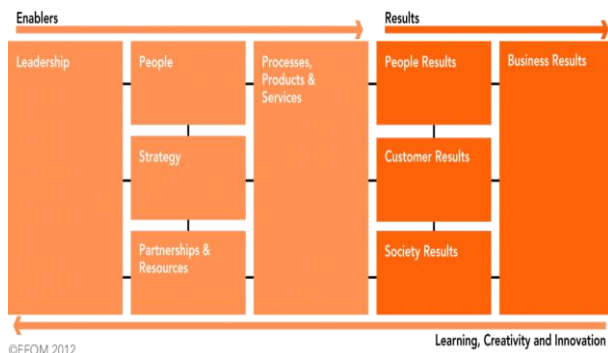 Enablers
Results
Leadership
People
Processes,
Products &
Services
People Results
Business Results
Strategy
Customer Results
Partnerships &
Resources
Society Results
Learning, Creativity and Innovation
©EFQM 2012